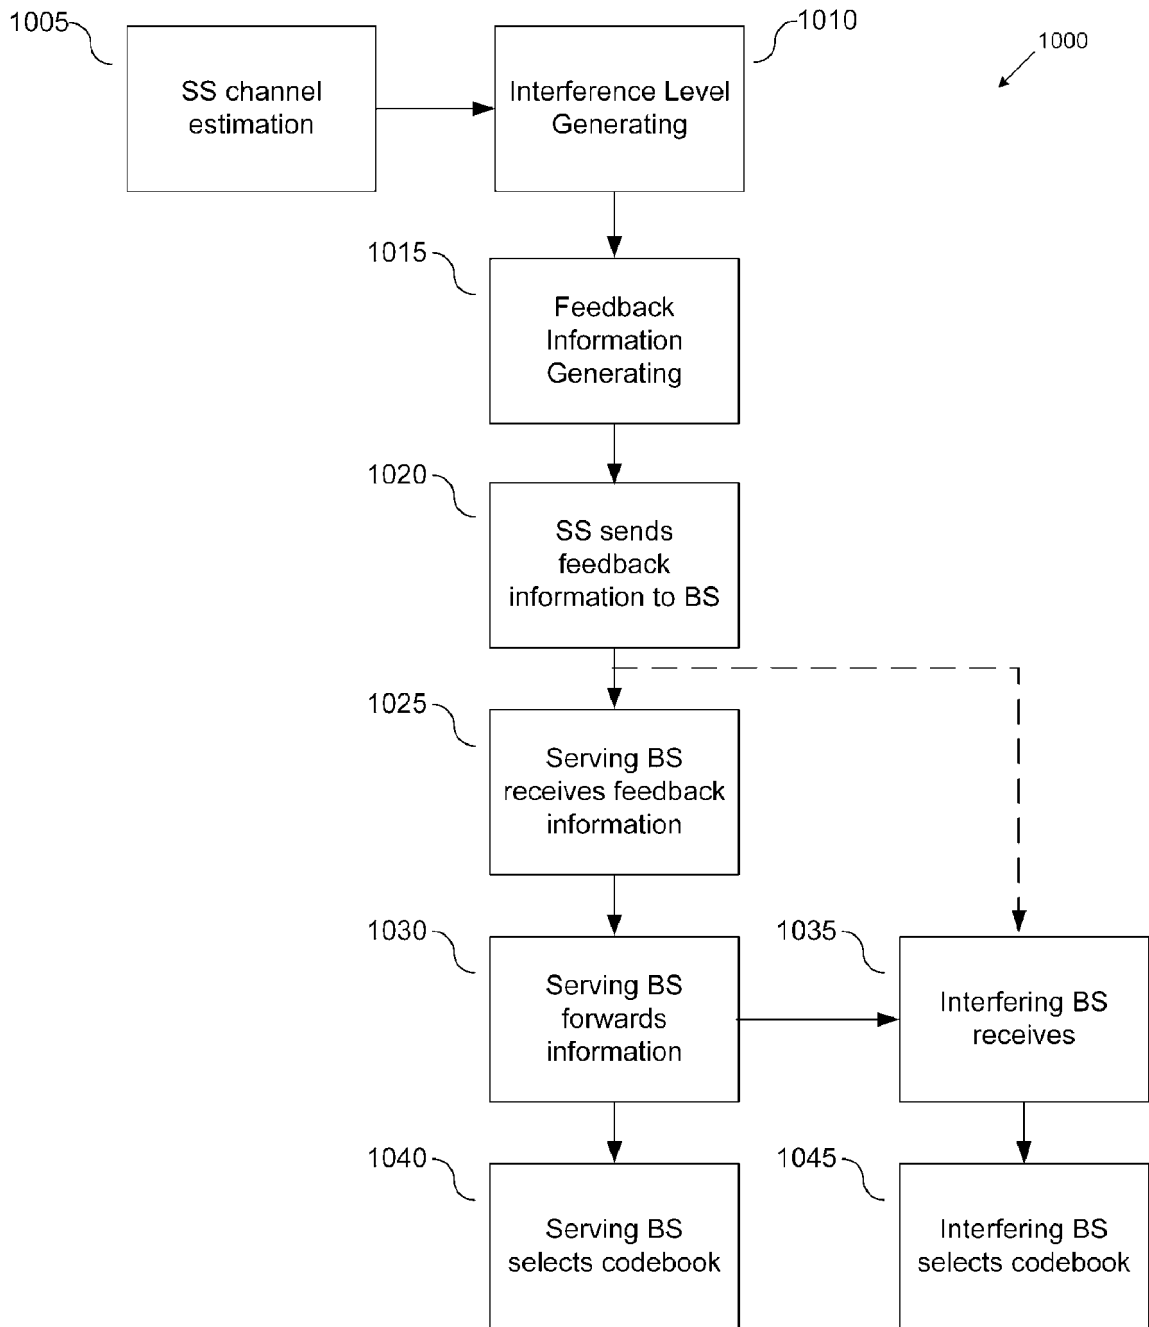 1005
SS channel
estimation
1010
Interference Level
Generating
1000
1015
Feedback
Information
Generating
1020
SS sends
feedback
information to BS
1025
Serving BS
receives feedback
information
1030
Serving BS
forwards
information
1035
Interfering BS
receives
1040
Serving BS
selects codebook
1045
Interfering BS
selects codebook